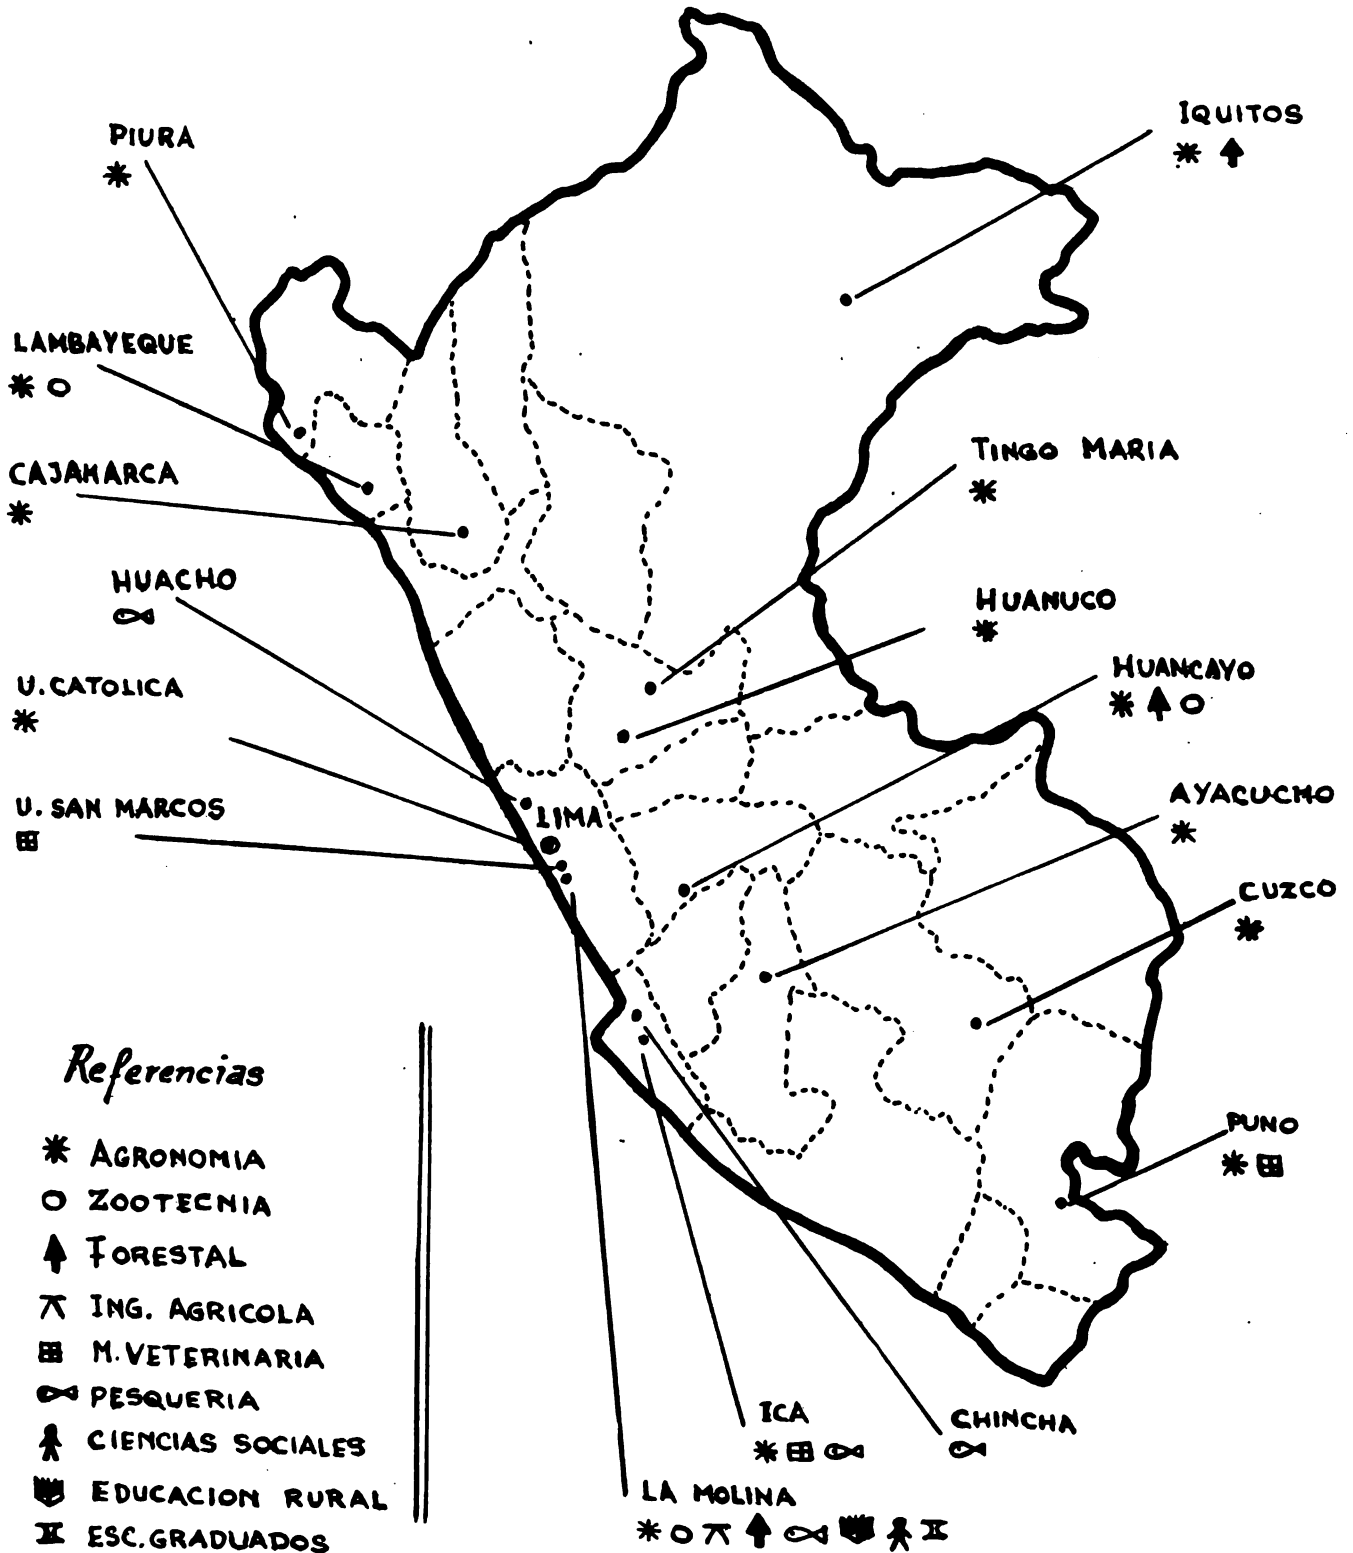 IQUITOS
PIURA
LAMBAYEQUE
TINGO MARIA
CAJAMARCA
HUACHO
HUANUCO
HUANCAYO
U. CATOLICA
U. SAN MARCOS
LIMA
AYACUCHO
CUZCO
Referencias
PUNO
AGRONOMIA
ZOOTECNIA
FORESTAL
ING. AGRICOLA
M. VETERINARIA
PESQUERIA
CIENCIAS SOCIALES
EDUCACION RURAL
ESC. GRADUADOS
ICA
CHINCHA
LA MOLINA